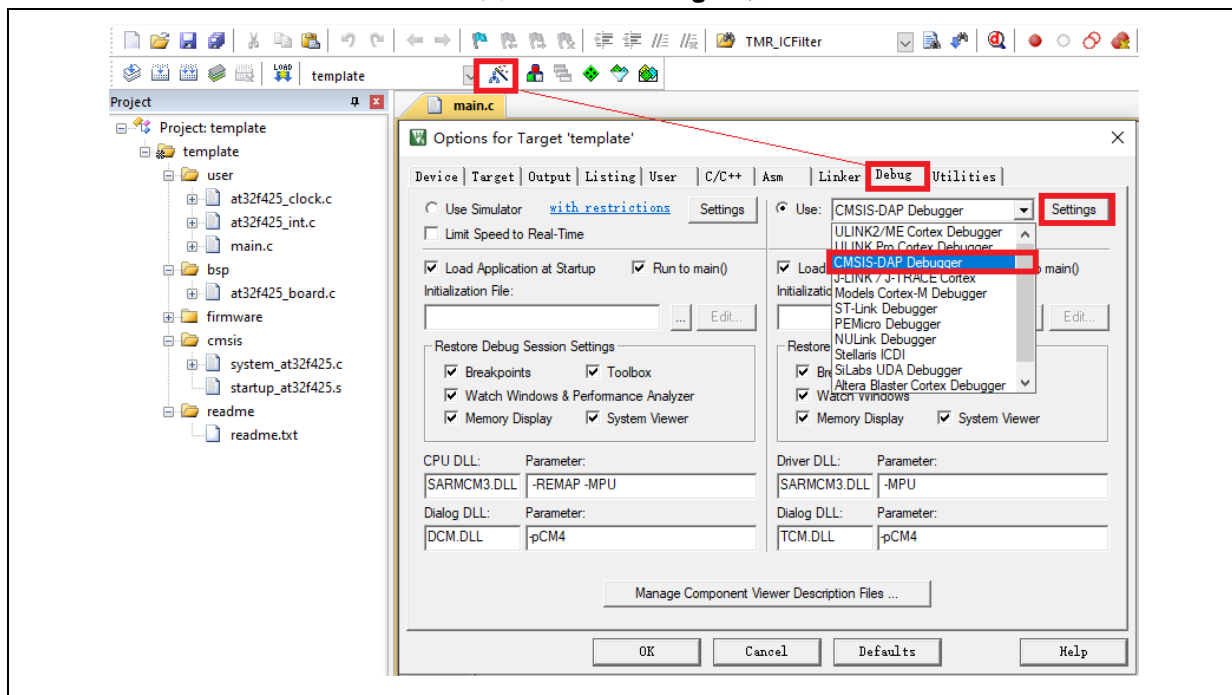 TMR_ICFilter
LOAD
template
Project
main.c
Project: template
template
user
at32f425_clock.c
at32f425_int.c
main.c
bsp
at32f425_board.c
firmware
cmsis
system_at32f425.c
startup_at32f425.s
readme
readme.txt
Options for Target 'template'
Device Target Output Listing User C/C++ Asm Linker Debug Utilities
Use Simulator with restrictions Settings
Use: CMSIS-DAP Debugger Settings
Limit Speed to Real-Time
ULINK2/ME Cortex Debugger
ULINK Pro Cortex Debugger
CMSIS-DAP Debugger
J-LINK / J-TRACE Cortex
Models Cortex-M Debugger
ST-Link Debugger
PEMicro Debugger
NULink Debugger
Stellaris ICDI
SiLabs UDA Debugger
Altera Blaster Cortex Debugger
Load Application at Startup Run to main()
Load main()
Initialization File:
... Edit...
Edit...
Restore Debug Session Settings
Breakpoints Toolbox
Watch Windows & Perfomance Analyzer
Memory Display System Viewer
Restore
Watch Windows
Memory Display System Viewer
CPU DLL: Parameter:
SARMCM3.DLL -REMAP -MPU
Dialog DLL: Parameter:
DCM.DLL -pCM4
Driver DLL: Parameter:
SARMCM3.DLL -MPU
Dialog DLL: Parameter:
TCM.DLL -pCM4
Manage Component Viewer Description Files ...
OK Cancel Defaults Help